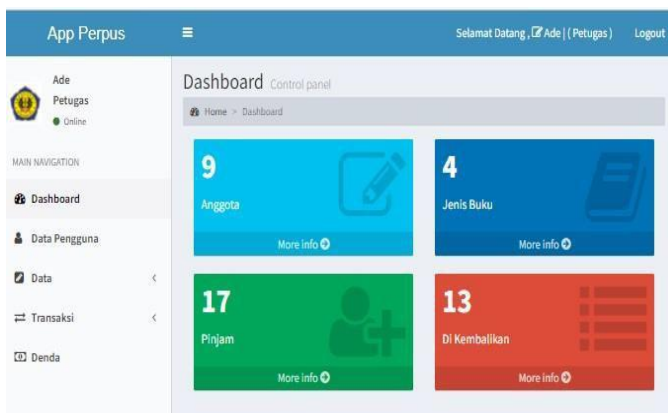 App Perpus
Selamat Datang, Ade | ( Petugas ) Logout
Ade
Petugas
Online
MAIN NAVIGATION
Dashboard
Data Pengguna
Data
Transaksi
Denda
Dashboard Control panel
Home > Dashboard
9
Anggota
More info
4
Jenis Buku
More info
17
Pinjam
More info
13
Di Kembalikan
More info